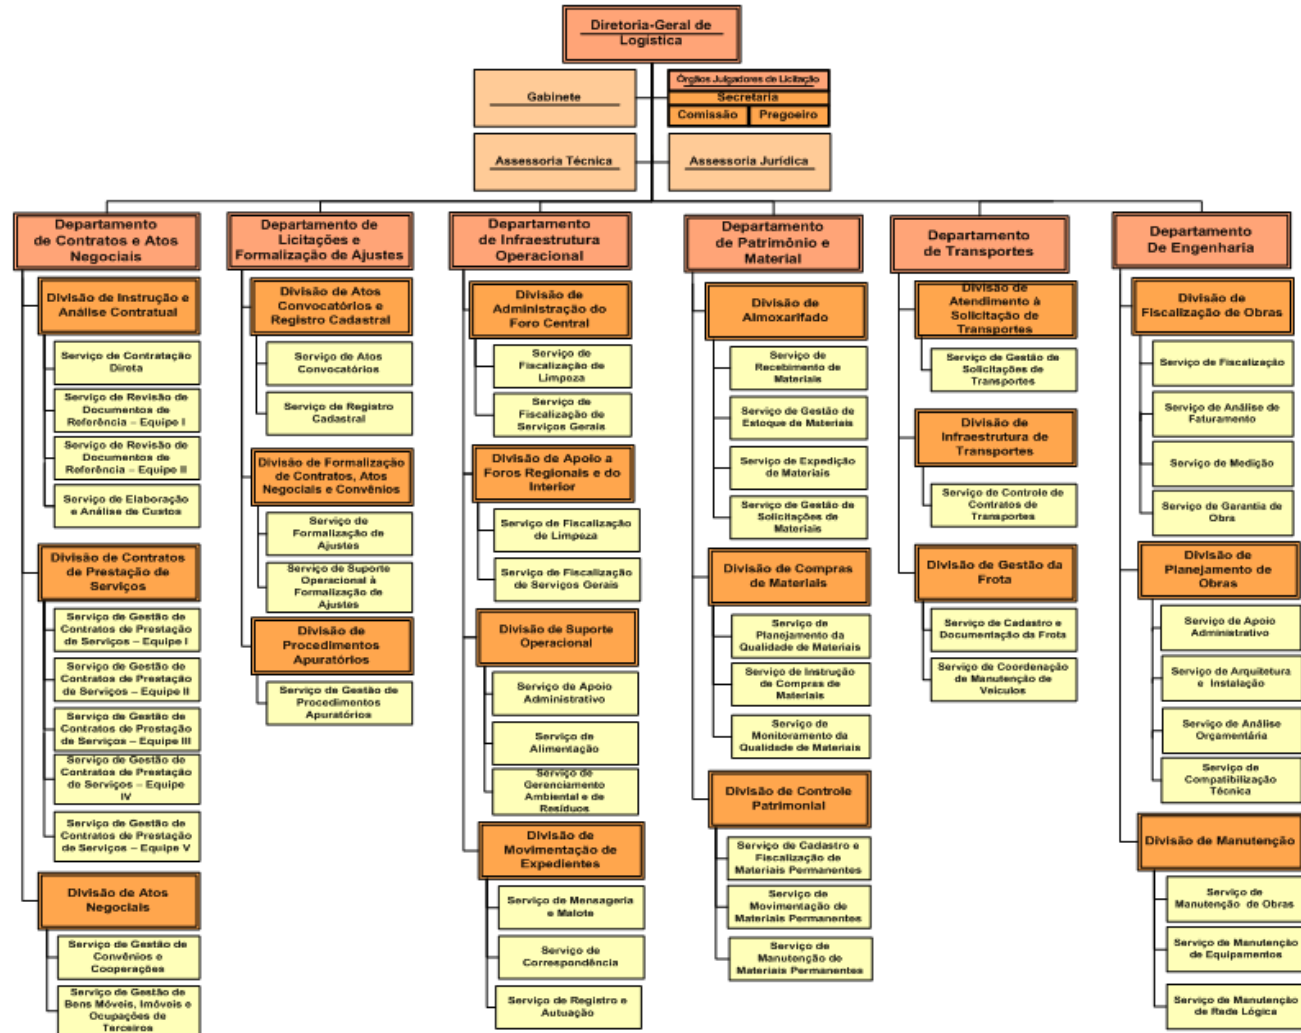 Diretoria-Geral de
Logística
Gabinete
Órgãos Julgadores de Licitação
Secretaria
Comissão
Pregoeiro
Assessoria Técnica
Assessoria Jurídica
Departamento
de Contratos e Atos
Negociais
Divisão de Instrução e
Análise Contratual
Serviço de Contratação
Direta
Serviço de Revisão de
Documentos de
Referência – Equipe I
Serviço de Revisão de
Documentos de
Referência – Equipe II
Serviço de Elaboração
e Análise de Custos
Divisão de Contratos
de Prestação de
Serviços
Serviço de Gestão de
Contratos de Prestação
de Serviços – Equipe I
Serviço de Gestão de
Contratos de Prestação
de Serviços – Equipe II
Serviço de Gestão de
Contratos de Prestação
de Serviços – Equipe III
Serviço de Gestão de
Contratos de Prestação
de Serviços – Equipe
IV
Serviço de Gestão de
Contratos de Prestação
de Serviços – Equipe V
Divisão de Atos
Negociais
Serviço de Gestão de
Convênios e
Cooperações
Serviço de Gestão de
Bens Móveis, Imóveis e
Ocupações de
Terceiros
Departamento de
Licitações e
Formalização de Ajustes
Divisão de Atos
Convocatórios e
Registro Cadastral
Serviço de Atos
Convocatórios
Serviço de Registro
Cadastral
Divisão de Formalização
de Contratos, Atos
Negociais e Convênios
Serviço de
Formalização de
Ajustes
Serviço de Suporte
Operacional à
Formalização de
Ajustes
Divisão de
Procedimentos
Apuratórios
Serviço de Gestão de
Procedimentos
Apuratórios
Departamento
de Infraestrutura
Operacional
Divisão de
Administração do
Foro Central
Serviço de
Fiscalização de
Limpeza
Serviço de
Fiscalização de
Serviços Gerais
Divisão de Apoio a
Foros Regionais e do
Interior
Serviço de Fiscalização
de Limpeza
Serviço de Fiscalização
de Serviços Gerais
Divisão de Suporte
Operacional
Serviço de Apoio
Administrativo
Serviço de
Alimentação
Serviço de
Gerenciamento
Ambiental e de
Resíduos
Divisão de
Movimentação de
Expedientes
Serviço de Mensageria
e Malote
Serviço de
Correspondência
Serviço de Registro e
Autuação
Departamento
de Patrimônio e
Material
Divisão de
Almoxarifado
Serviço de
Recebimento de
Materiais
Serviço de Gestão de
Estoque de Materiais
Serviço de Expedição
de Materiais
Serviço de Gestão de
Solicitações de
Materiais
Divisão de Compras
de Materiais
Serviço de
Planejamento da
Qualidade de Materiais
Serviço de Instrução
de Compras de
Materiais
Serviço de
Monitoramento da
Qualidade de Materiais
Divisão de Controle
Patrimonial
Serviço de Cadastro e
Fiscalização de
Materiais Permanentes
Serviço de
Movimentação de
Materiais Permanentes
Serviço de
Manutenção de
Materiais Permanentes
Departamento
de Transportes
Divisão de
Atendimento à
Solicitação de
Transportes
Serviço de Gestão de
Solicitações de
Transportes
Divisão de
Infraestrutura de
Transportes
Serviço de Controle de
Contratos de
Transportes
Divisão de Gestão da
Frota
Serviço de Cadastro e
Documentação da Frota
Serviço de Coordenação
de Manutenção de
Veículos
Departamento
De Engenharia
Divisão de
Fiscalização de Obras
Serviço de Fiscalização
Serviço de Análise de
Faturamento
Serviço de Medição
Serviço de Garantia de
Obra
Divisão de
Planejamento de
Obras
Serviço de Apoio
Administrativo
Serviço de Arquitetura
e Instalação
Serviço de Análise
Orçamentária
Serviço de
Compatibilização
Técnica
Divisão de Manutenção
Serviço de
Manutenção de Obras
Serviço de Manutenção
de Equipamentos
Serviço de Manutenção
de Rede Lógica